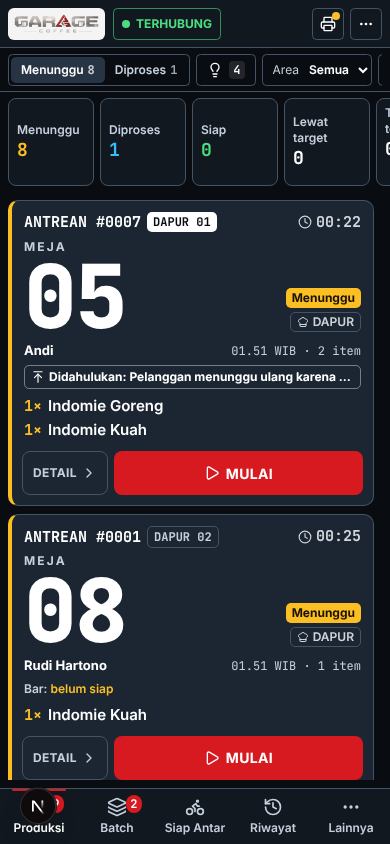 GARAGE
COFFEE
TERHUBUNG
Menunggu 8
Diproses 1
4
Area Semua
Menunggu
8
Diproses
1
Siap
0
Lewat
target
0
ANTREAN #0007 DAPUR 01 00:22
MEJA
05
Menunggu
DAPUR
Andi 01.51 WIB · 2 item
Didahulukan: Pelanggan menunggu ulang karena ...
1× Indomie Goreng
1× Indomie Kuah
DETAIL
MULAI
ANTREAN #0001 DAPUR 02 00:25
MEJA
08
Menunggu
DAPUR
Rudi Hartono 01.51 WIB · 1 item
Bar: belum siap
1× Indomie Kuah
DETAIL
MULAI
N
2
Produksi Batch Siap Antar Riwayat Lainnya